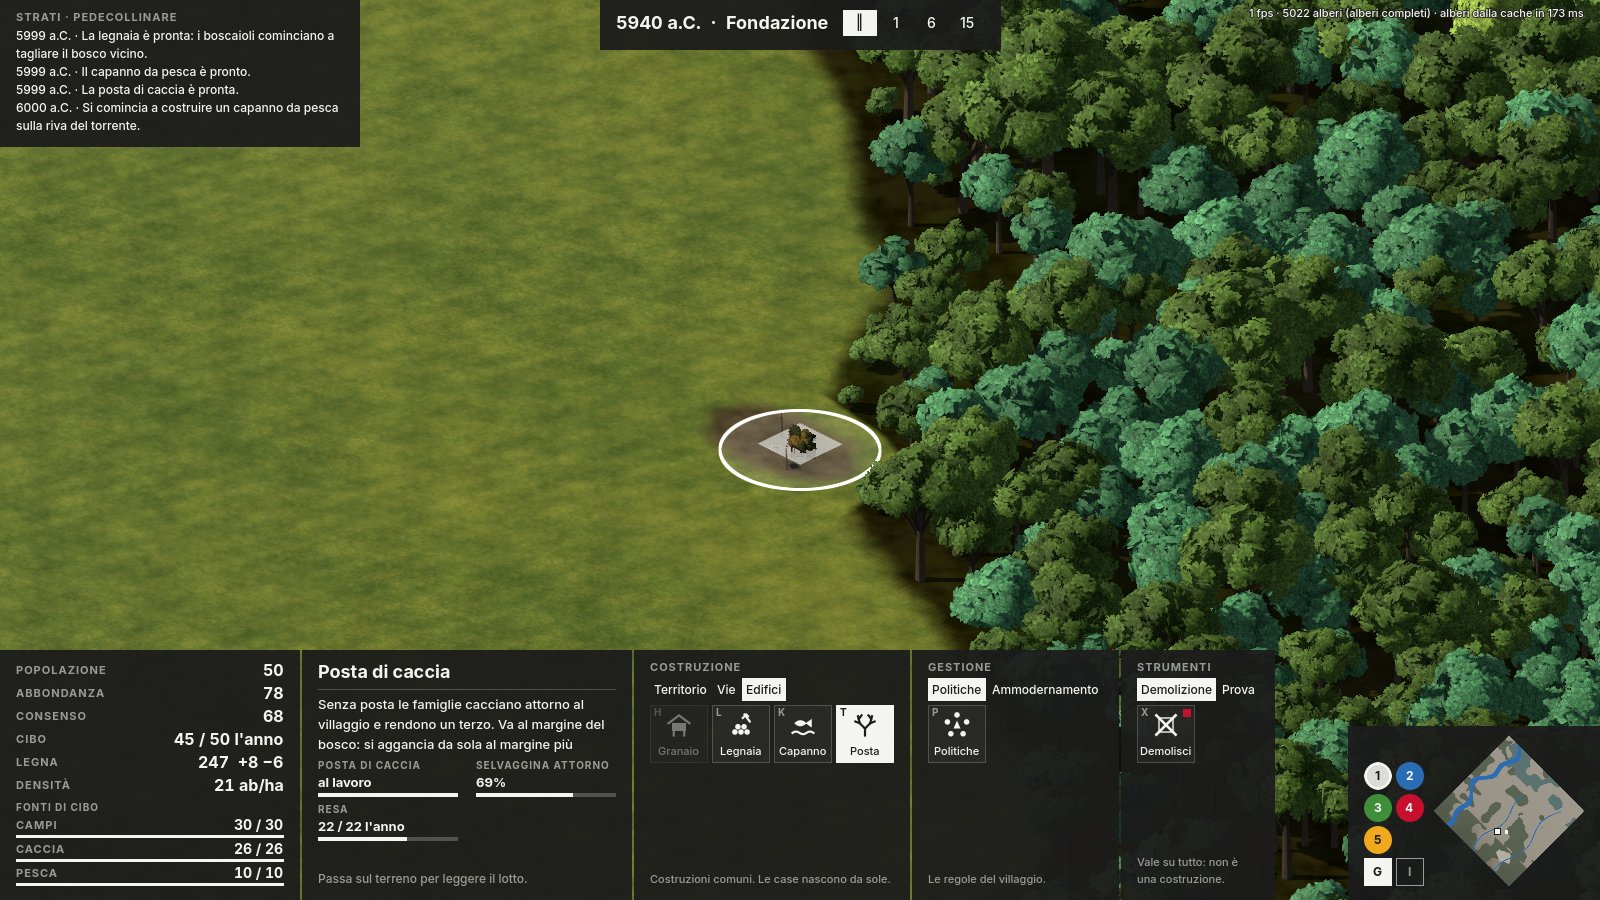 STRATI · PEDECOLLINARE
5999 a.C. · La legnaia è pronta: i boscaioli cominciano a
tagliare il bosco vicino.
5999 a.C. · Il capanno da pesca è pronto.
5999 a.C. · La posta di caccia è pronta.
6000 a.C. · Si comincia a costruire un capanno da pesca
sulla riva del torrente.
5940 a.C. · Fondazione
1 6 15
1 fps · 5022 alberi (alberi completi) · alberi dalla cache in 173 ms
POPOLAZIONE 50
ABBONDANZA 78
CONSENSO 68
CIBO 45 / 50 l'anno
LEGNA 247 +8 −6
DENSITÀ 21 ab/ha
FONTI DI CIBO
CAMPI 30 / 30
CACCIA 26 / 26
PESCA 10 / 10
Posta di caccia
Senza posta le famiglie cacciano attorno al
villaggio e rendono un terzo. Va al margine del
bosco: si aggancia da sola al margine più
POSTA DI CACCIA SELVAGGINA ATTORNO
al lavoro 69%
RESA
22 / 22 l'anno
Passa sul terreno per leggere il lotto.
COSTRUZIONE
Territorio Vie Edifici
H L K T
Granaio Legnaia Capanno Posta
Costruzioni comuni. Le case nascono da sole.
GESTIONE
Politiche Ammodernamento
P
Politiche
Le regole del villaggio.
STRUMENTI
Demolizione Prova
X
Demolisci
Vale su tutto: non è
una costruzione.
1 2
3 4
5
G I